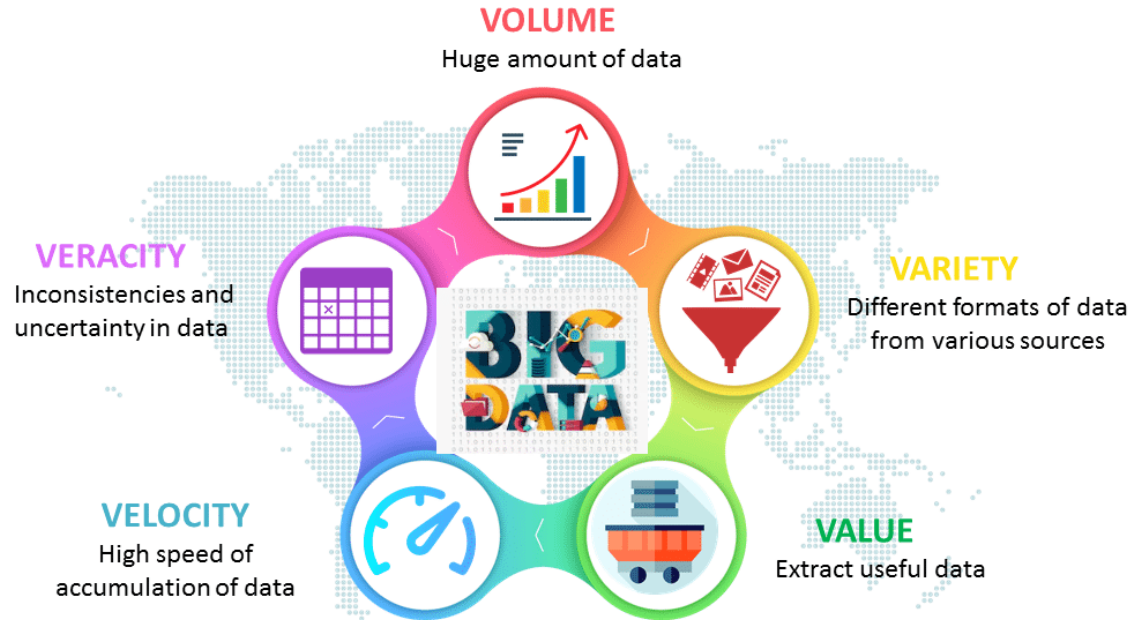 VOLUME
Huge amount of data
VERACITY
Inconsistencies and
uncertainty in data
VARIETY
Different formats of data
from various sources
BIG
DATA
VELOCITY
High speed of
accumulation of data
VALUE
Extract useful data